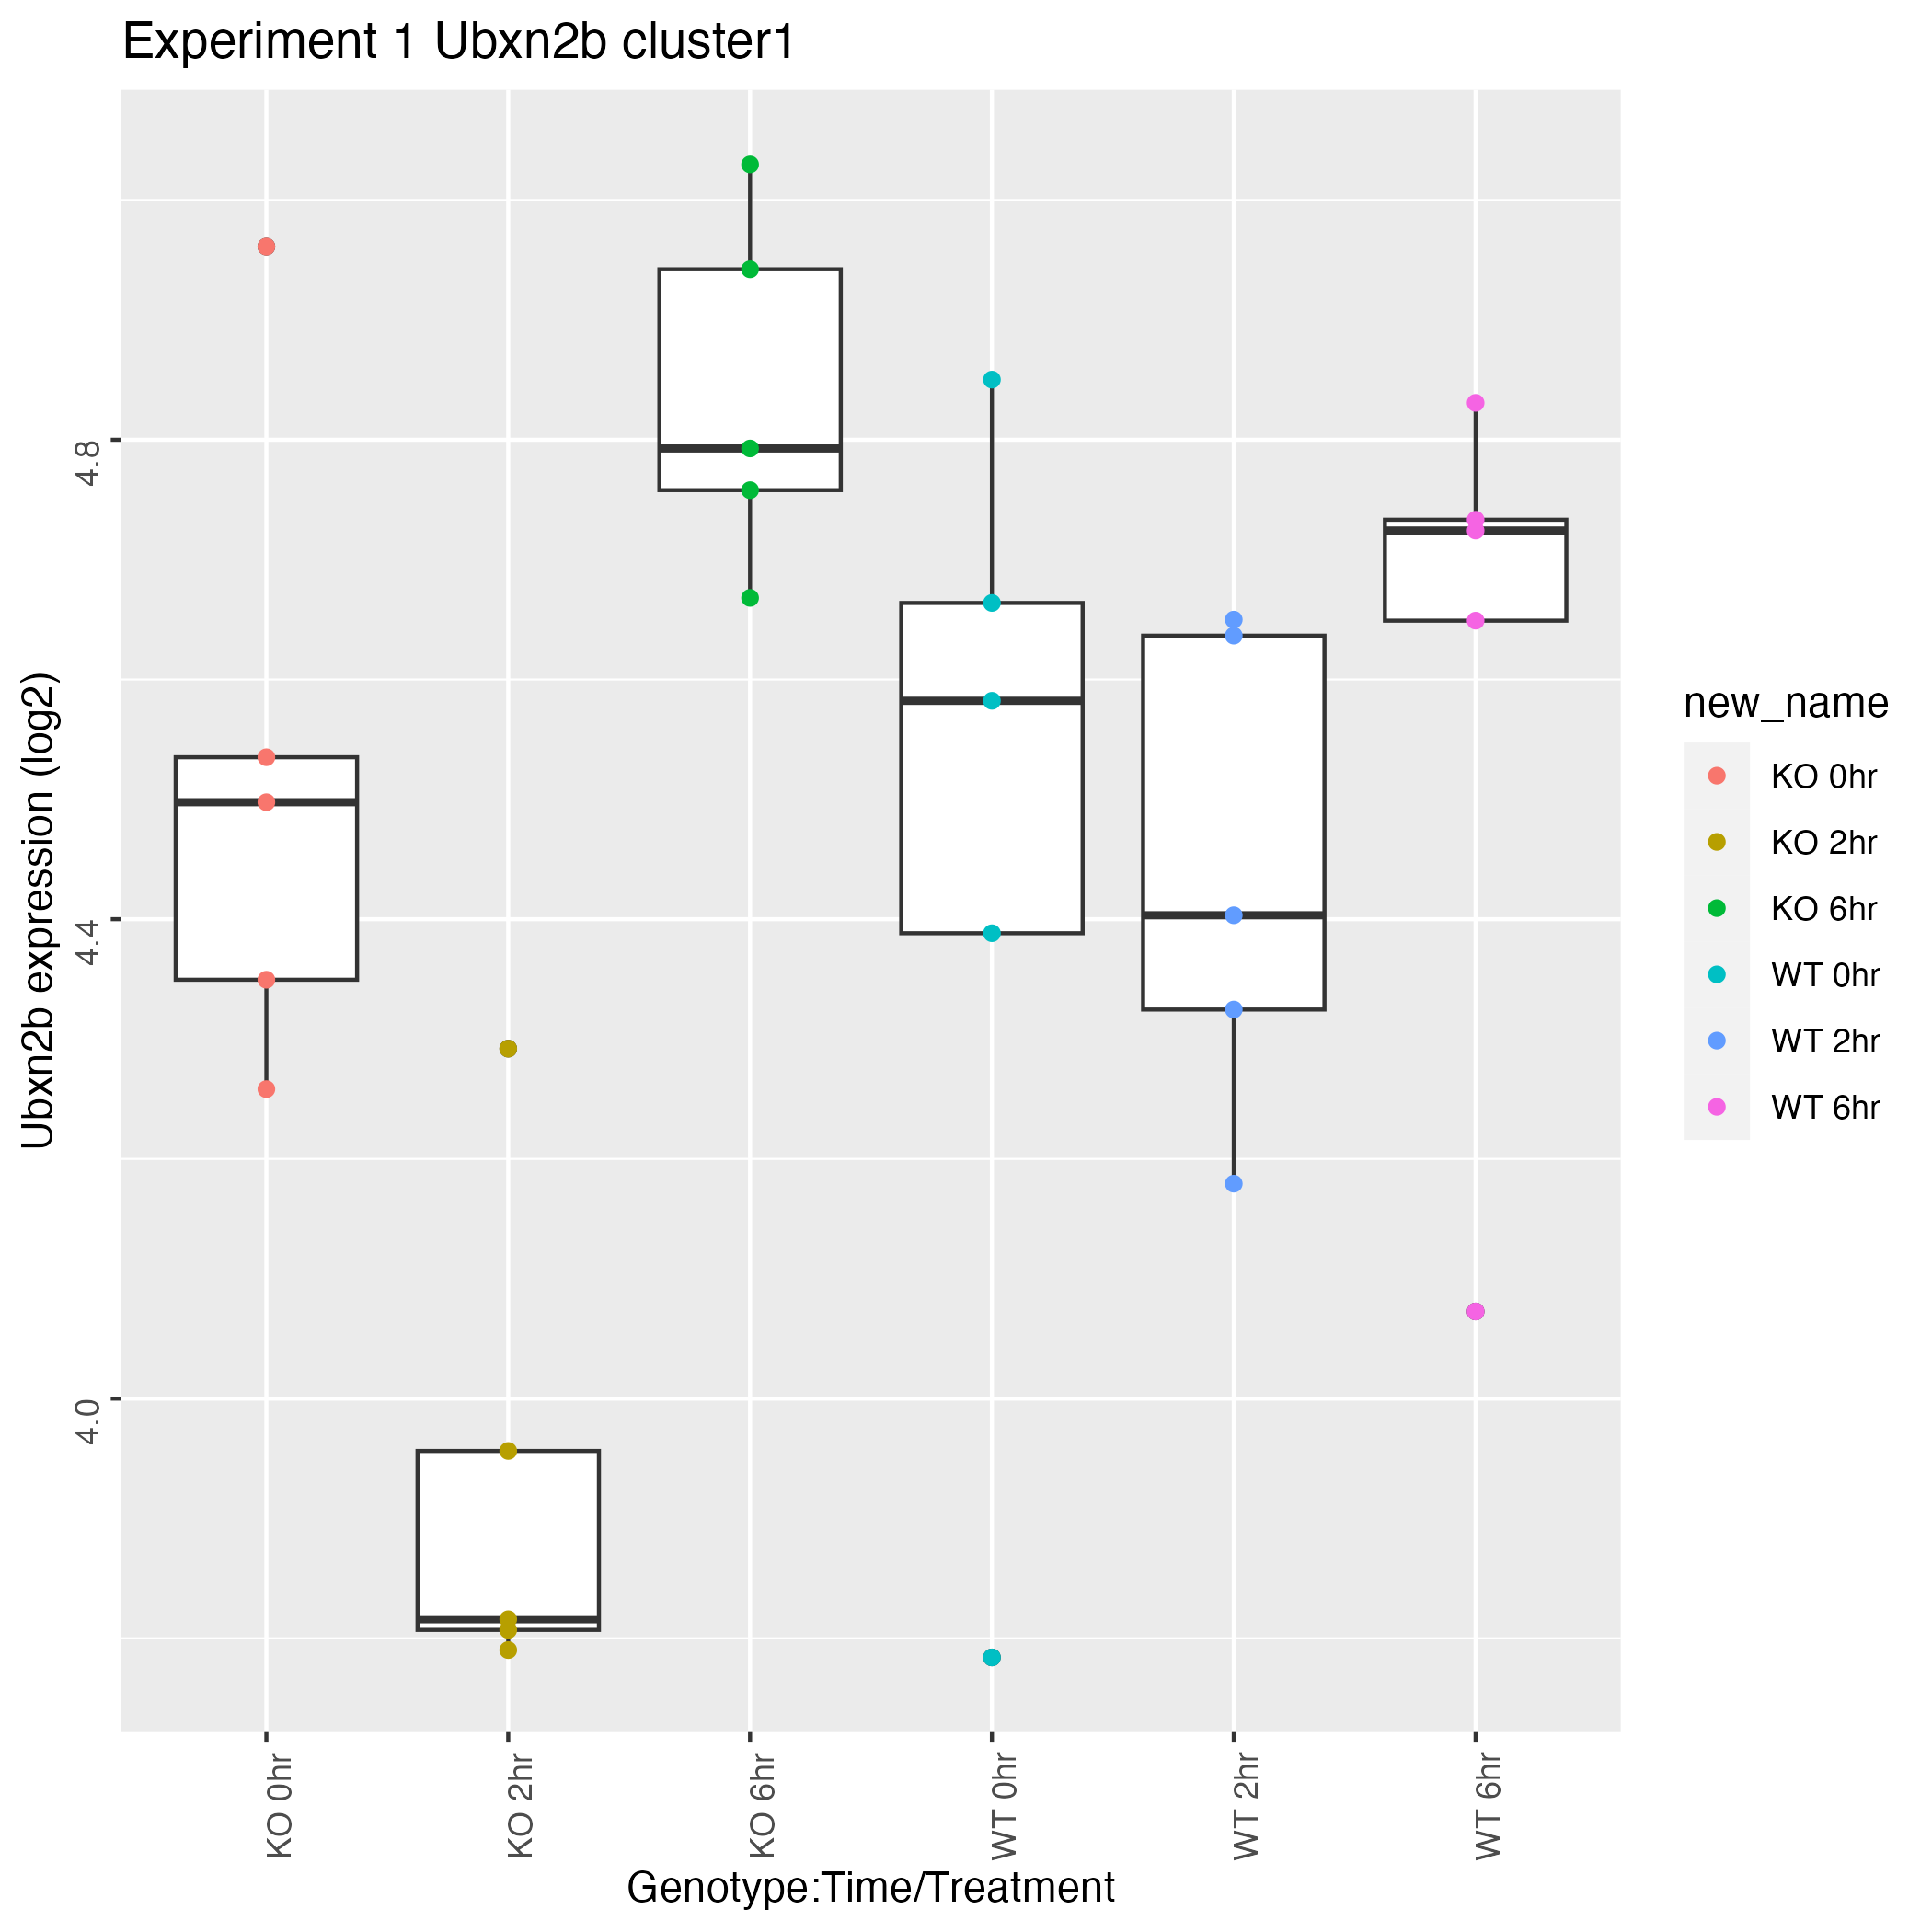 Experiment 1 Ubxn2b cluster1
Ubxn2b expression (log2)
4.8
4.4
4.0
KO 0hr
KO 2hr
KO 6hr
WT 0hr
WT 2hr
WT 6hr
Genotype:Time/Treatment
new_name
KO 0hr
KO 2hr
KO 6hr
WT 0hr
WT 2hr
WT 6hr